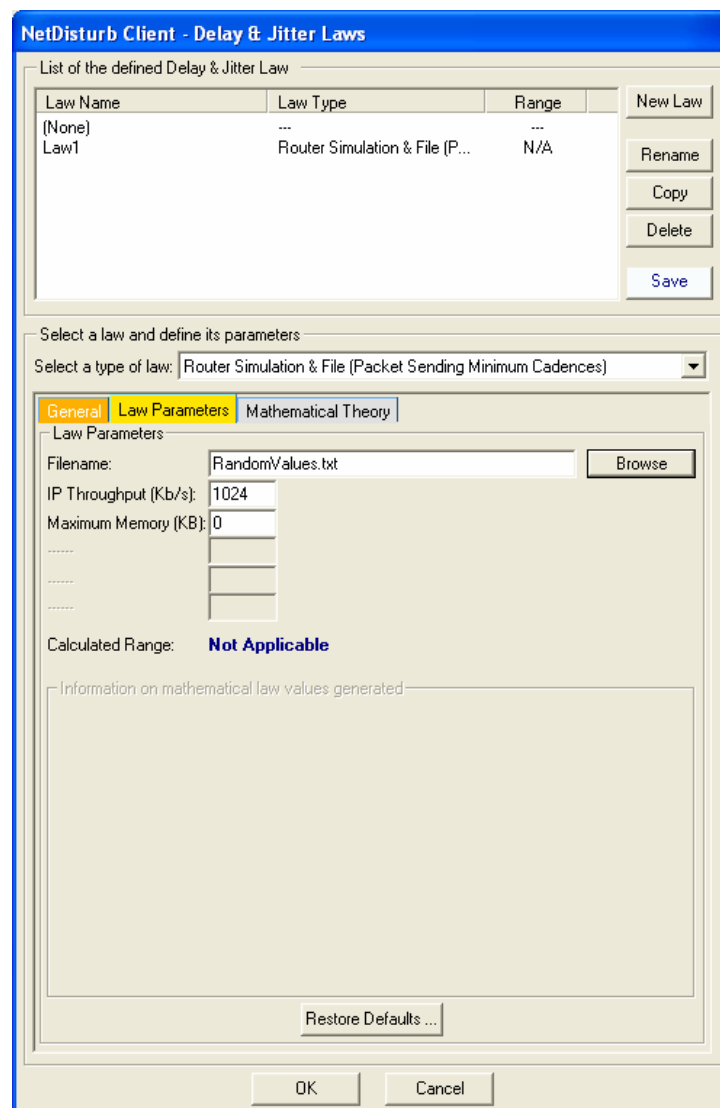 NetDisturb Client - Delay & Jitter Laws
List of the defined Delay & Jitter Law
Law Name Law Type Range
(None) --- ---
Law1 Router Simulation & File (P... N/A
New Law
Rename
Copy
Delete
Save
Select a law and define its parameters
Select a type of law: Router Simulation & File (Packet Sending Minimum Cadences)
General Law Parameters Mathematical Theory
Law Parameters
Filename: RandomValues.txt Browse
IP Throughput (Kb/s): 1024
Maximum Memory (KB): 0
------
------
------
Calculated Range: Not Applicable
Information on mathematical law values generated
Restore Defaults ...
OK Cancel